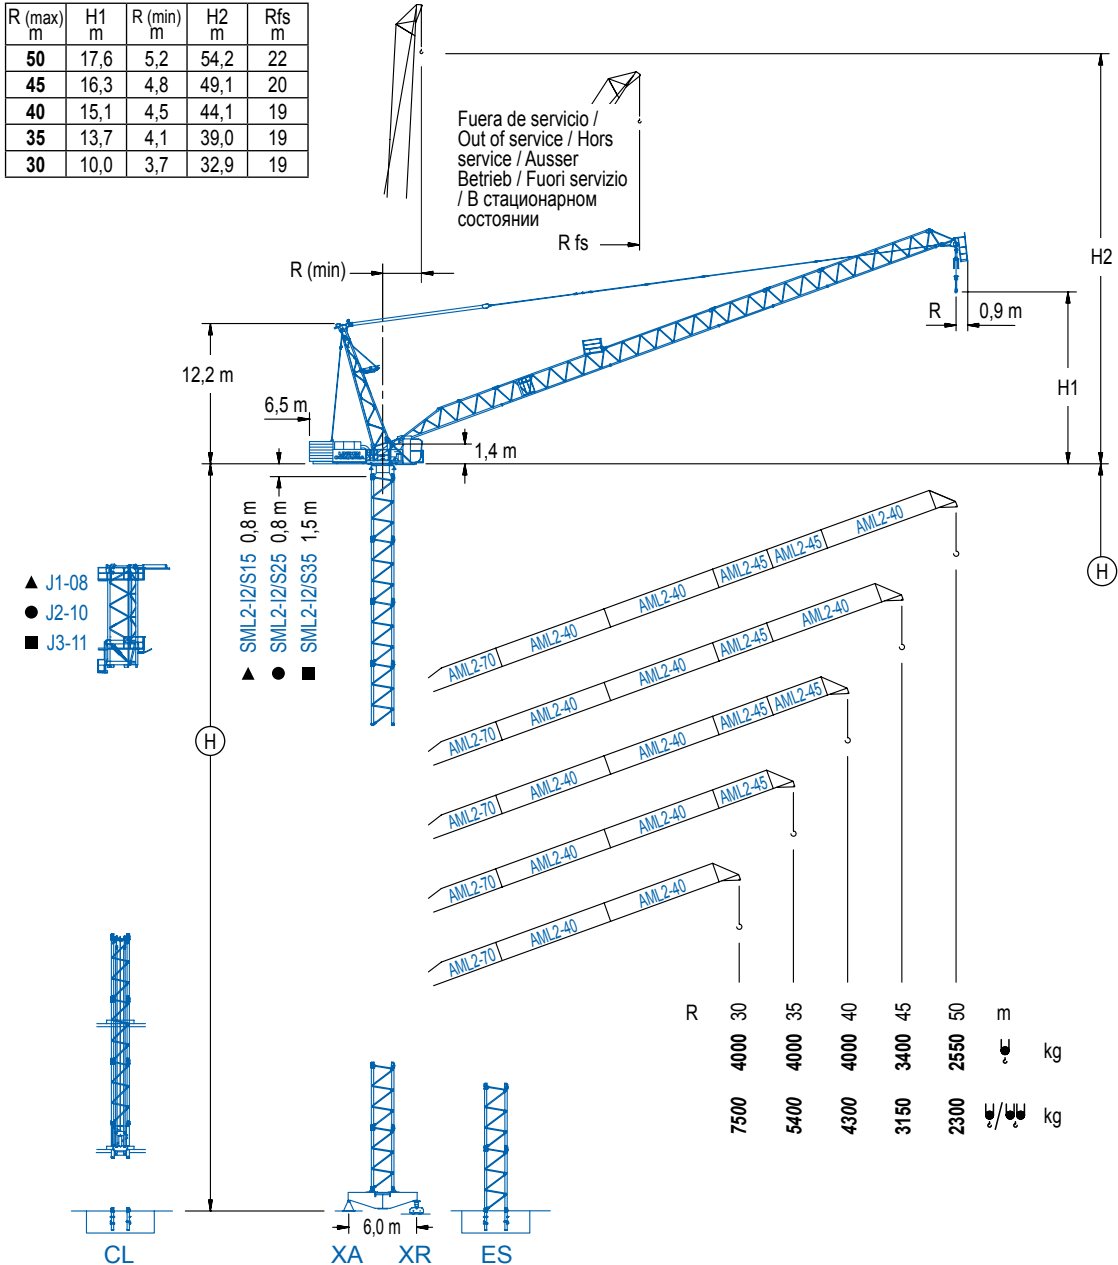 R (max) m H1 m R (min) m H2 m Rfs m
50 17,6 5,2 54,2 22
45 16,3 4,8 49,1 20
40 15,1 4,5 44,1 19
35 13,7 4,1 39,0 19
30 10,0 3,7 32,9 19
Fuera de servicio /
Out of service / Hors
service / Ausser
Betrieb / Fuori servizio
/ В стационарном
состоянии
R fs
R (min)
H2
R 0,9 m
12,2 m
H1
6,5 m
1,4 m
SML2-I2/S15 0,8 m
SML2-I2/S25 0,8 m
SML2-I2/S35 1,5 m
▲ J1-08
● J2-10
■ J3-11
▲ ● ■
H
H
AML2-70 AML2-40 AML2-40 AML2-45 AML2-45 AML2-40
AML2-70 AML2-40 AML2-40 AML2-45 AML2-40
AML2-70 AML2-40 AML2-40 AML2-45 AML2-45
AML2-70 AML2-40 AML2-40 AML2-45
AML2-70 AML2-40 AML2-40
R 30 35 40 45 50 m
4000 4000 4000 3400 2550 kg
7500 5400 4300 3150 2300 / kg
6,0 m
CL XA XR ES